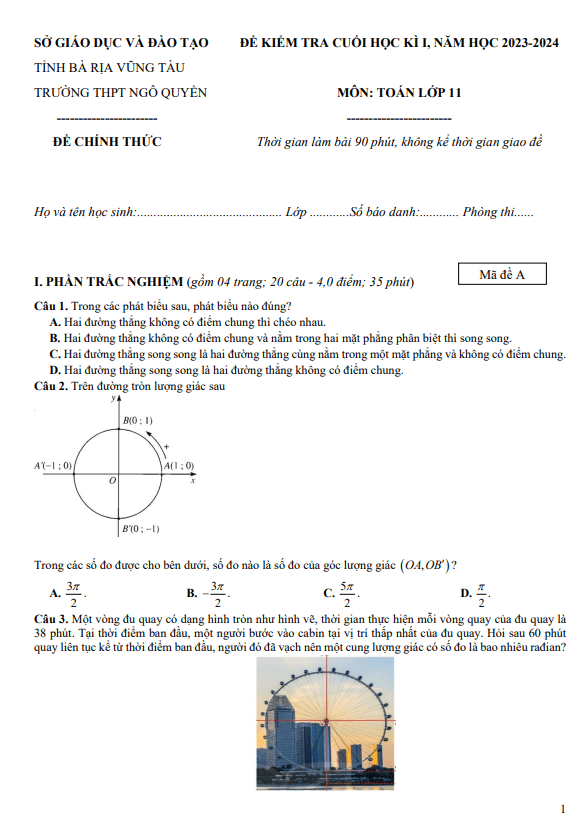 SỞ GIÁO DỤC VÀ ĐÀO TẠO ĐỀ KIỂM TRA CUỐI HỌC KÌ I, NĂM HỌC 2023-2024
TỈNH BÀ RỊA VŨNG TÀU
TRƯỜNG THPT NGÔ QUYỀN MÔN: TOÁN LỚP 11
----------------------- ------------------------
ĐỀ CHÍNH THỨC Thời gian làm bài 90 phút, không kể thời gian giao đề
Họ và tên học sinh:............................................ Lớp ............Số báo danh:............ Phòng thi......
Mã đề A
I. PHẦN TRẮC NGHIỆM (gồm 04 trang; 20 câu - 4,0 điểm; 35 phút)
Câu 1. Trong các phát biểu sau, phát biểu nào đúng?
A. Hai đường thẳng không có điểm chung thì chéo nhau.
B. Hai đường thẳng không có điểm chung và nằm trong hai mặt phẳng phân biệt thì song song.
C. Hai đường thẳng song song là hai đường thẳng cùng nằm trong một mặt phẳng và không có điểm chung.
D. Hai đường thẳng song song là hai đường thẳng không có điểm chung.
Câu 2. Trên đường tròn lượng giác sau
y
B(0 ; 1)
+
A'(−1 ; 0) A(1 ; 0)
O x
B'(0 ; −1)
Trong các số đo được cho bên dưới, số đo nào là số đo của góc lượng giác (OA,OB')?
A. 3π/2. B. −3π/2. C. 5π/2. D. π/2.
Câu 3. Một vòng đu quay có dạng hình tròn như hình vẽ, thời gian thực hiện mỗi vòng quay của đu quay là
38 phút. Tại thời điểm ban đầu, một người bước vào cabin tại vị trí thấp nhất của đu quay. Hỏi sau 60 phút
quay liên tục kể từ thời điểm ban đầu, người đó đã vạch nên một cung lượng giác có số đo là bao nhiêu rađian?
1